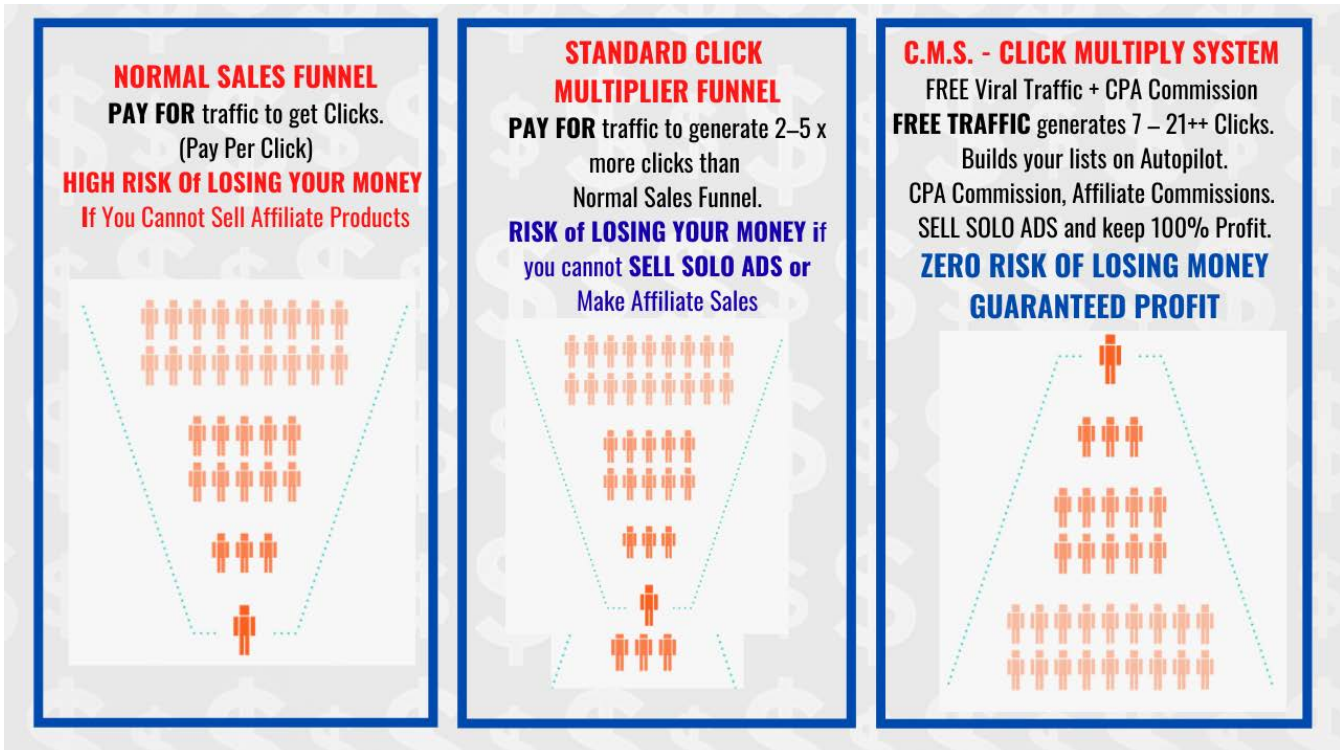 NORMAL SALES FUNNEL
PAY FOR traffic to get Clicks.
(Pay Per Click)
HIGH RISK Of LOSING YOUR MONEY
If You Cannot Sell Affiliate Products
STANDARD CLICK
MULTIPLIER FUNNEL
PAY FOR traffic to generate 2–5 x
more clicks than
Normal Sales Funnel.
RISK of LOSING YOUR MONEY if
you cannot SELL SOLO ADS or
Make Affiliate Sales
C.M.S. - CLICK MULTIPLY SYSTEM
FREE Viral Traffic + CPA Commission
FREE TRAFFIC generates 7 – 21++ Clicks.
Builds your lists on Autopilot.
CPA Commission, Affiliate Commissions.
SELL SOLO ADS and keep 100% Profit.
ZERO RISK OF LOSING MONEY
GUARANTEED PROFIT